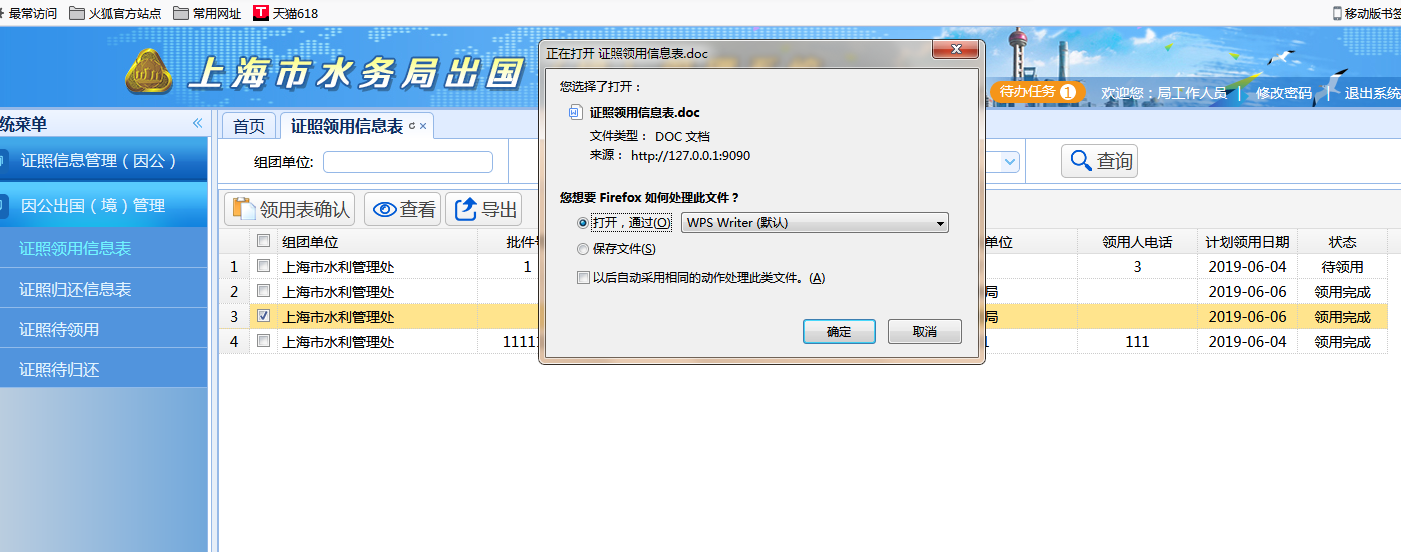 最常访问 火狐官方站点 常用网址 T 天猫618 移动版书签
上海市水务局出国
待办任务 1 欢迎您：局工作人员 | 修改密码 | 退出系统
统菜单 «
首页 证照领用信息表
证照信息管理（因公）
因公出国（境）管理
证照领用信息表
证照归还信息表
证照待领用
证照待归还
组团单位: 查询
领用表确认 查看 导出
组团单位 批件号 单位 领用人电话 计划领用日期 状态
1 上海市水利管理处 1 3 2019-06-04 待领用
2 上海市水利管理处 局 2019-06-06 领用完成
3 上海市水利管理处 局 2019-06-06 领用完成
4 上海市水利管理处 1111 1 111 2019-06-04 领用完成
正在打开 证照领用信息表.doc
您选择了打开：
证照领用信息表.doc
文件类型： DOC 文档
来源： http://127.0.0.1:9090
您想要 Firefox 如何处理此文件？
打开，通过(O) WPS Writer (默认)
保存文件(S)
以后自动采用相同的动作处理此类文件。(A)
确定 取消